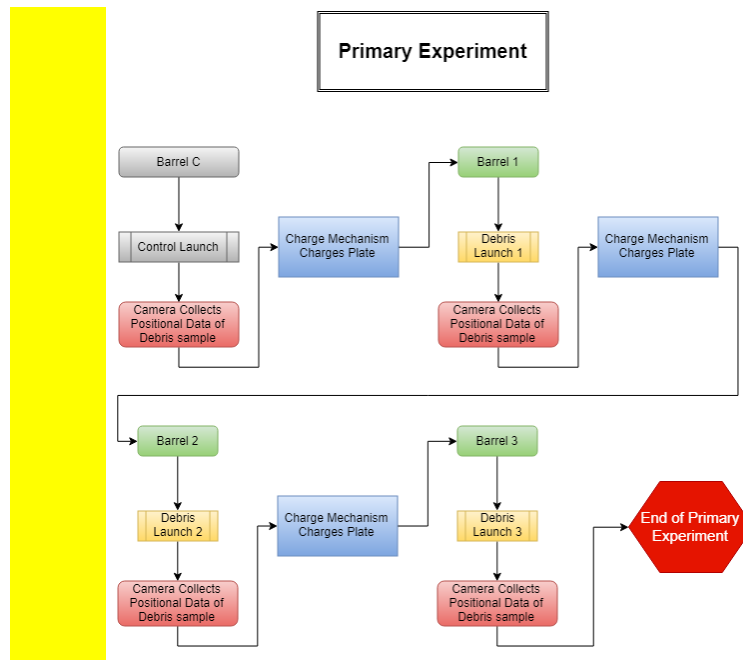 Primary Experiment
Barrel C
Control Launch
Camera Collects
Positional Data of
Debris sample
Charge Mechanism
Charges Plate
Barrel 1
Debris
Launch 1
Camera Collects
Positional Data of
Debris sample
Charge Mechanism
Charges Plate
Barrel 2
Debris
Launch 2
Camera Collects
Positional Data of
Debris sample
Charge Mechanism
Charges Plate
Barrel 3
Debris
Launch 3
Camera Collects
Positional Data of
Debris sample
End of Primary
Experiment